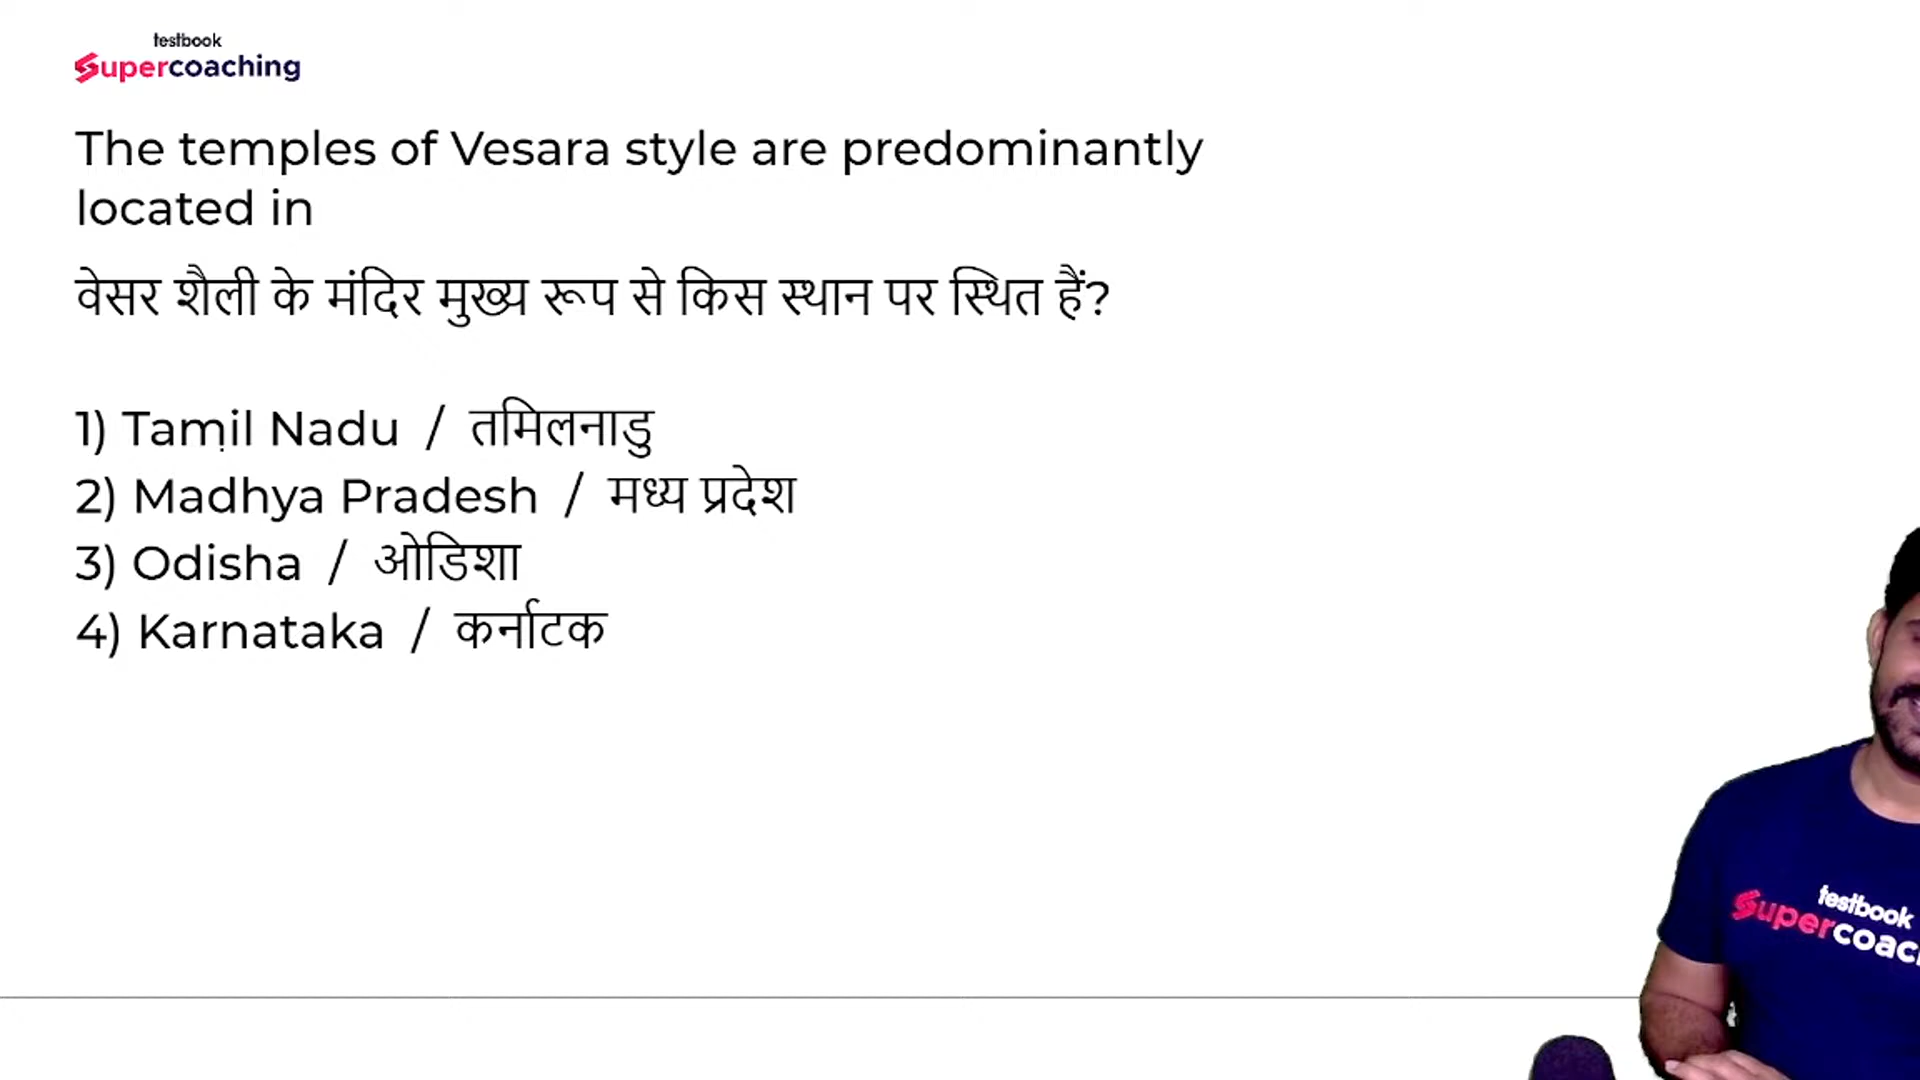 testbook
Supercoaching
The temples of Vesara style are predominantly
located in
वेसर शैली के मंदिर मुख्य रूप से किस स्थान पर स्थित हैं?
1) Tamil Nadu / तमिलनाडु
2) Madhya Pradesh / मध्य प्रदेश
3) Odisha / ओडिशा
4) Karnataka / कर्नाटक
testbook
Supercoac